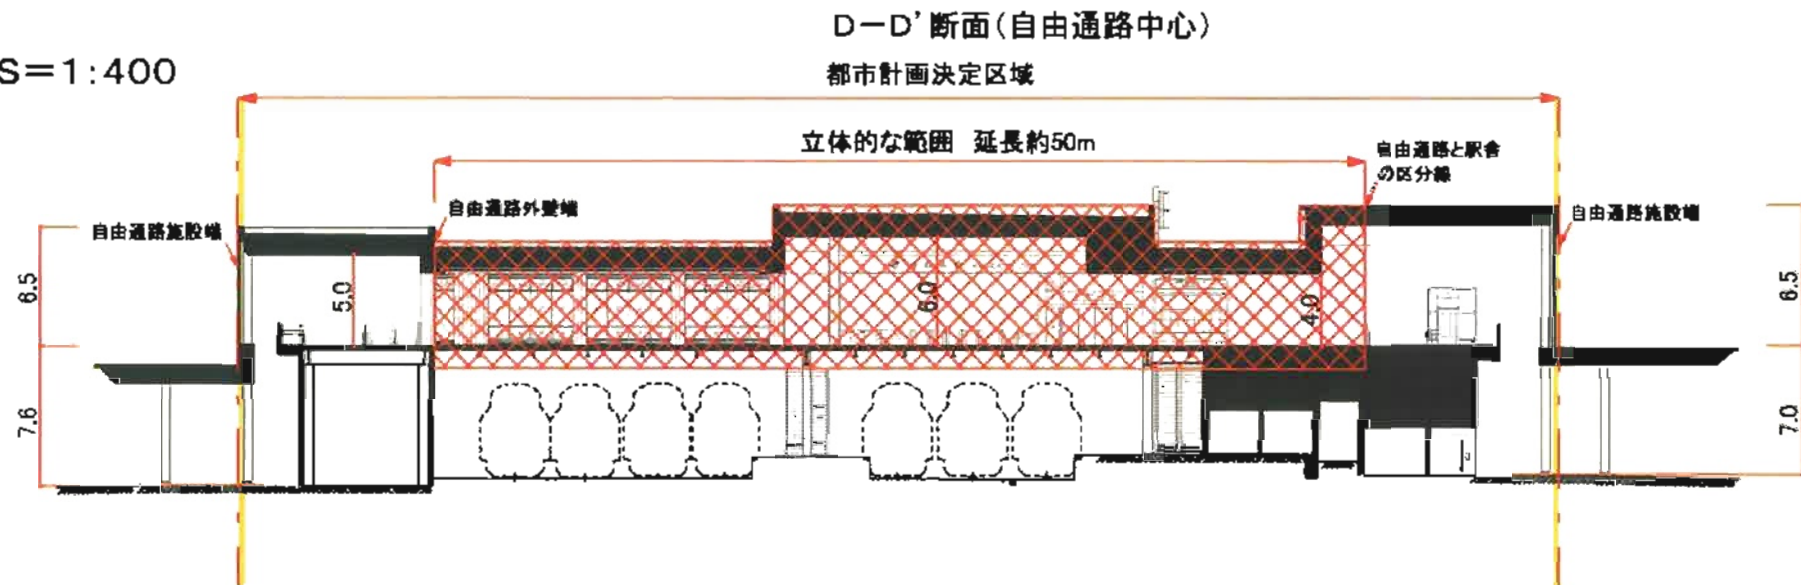 D－D’断面(自由通路中心)
S=1:400
都市計画決定区域
立体的な範囲 延長約50m
自由通路と駅舎
の区分線
自由通路外壁端
自由通路施設端
自由通路施設端
6.5
5.0
6.0
4.0
6.5
7.6
7.0